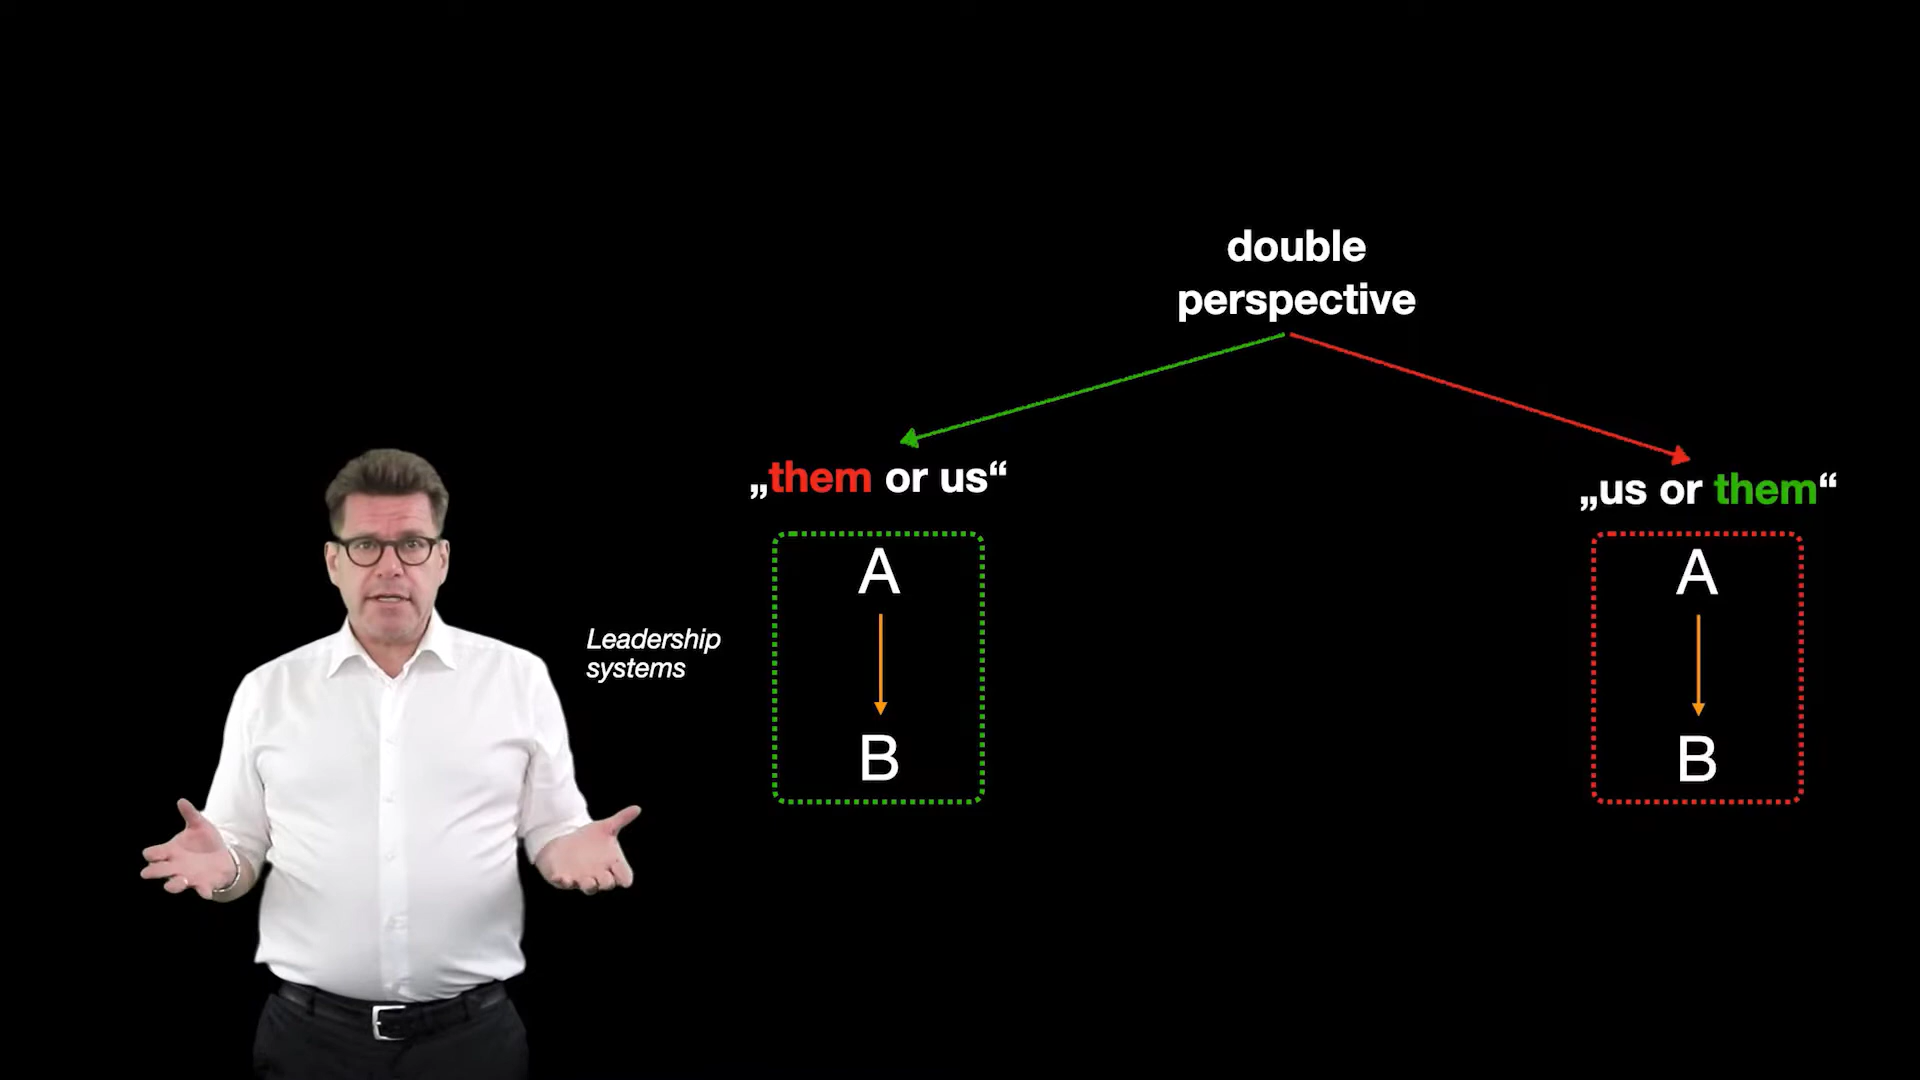 double
perspective
„them or us“
„us or them“
Leadership
systems
A
B
A
B